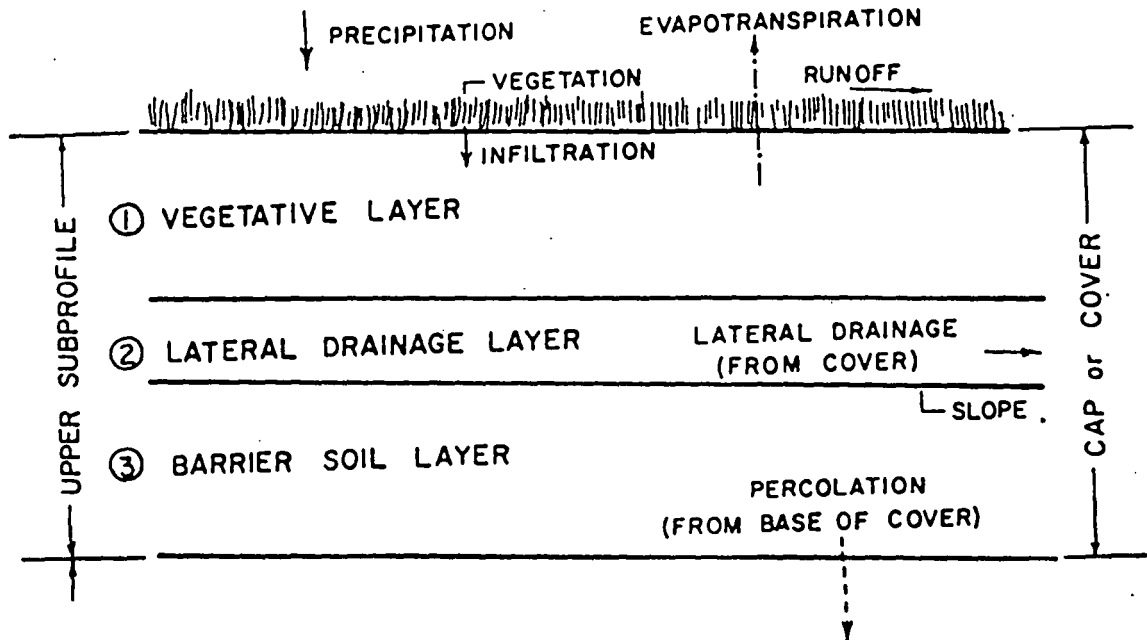 PRECIPITATION
EVAPOTRANSPIRATION
VEGETATION
RUNOFF
INFILTRATION
① VEGETATIVE LAYER
② LATERAL DRAINAGE LAYER
LATERAL DRAINAGE
(FROM COVER)
SLOPE
③ BARRIER SOIL LAYER
PERCOLATION
(FROM BASE OF COVER)
UPPER SUBPROFILE
CAP or COVER